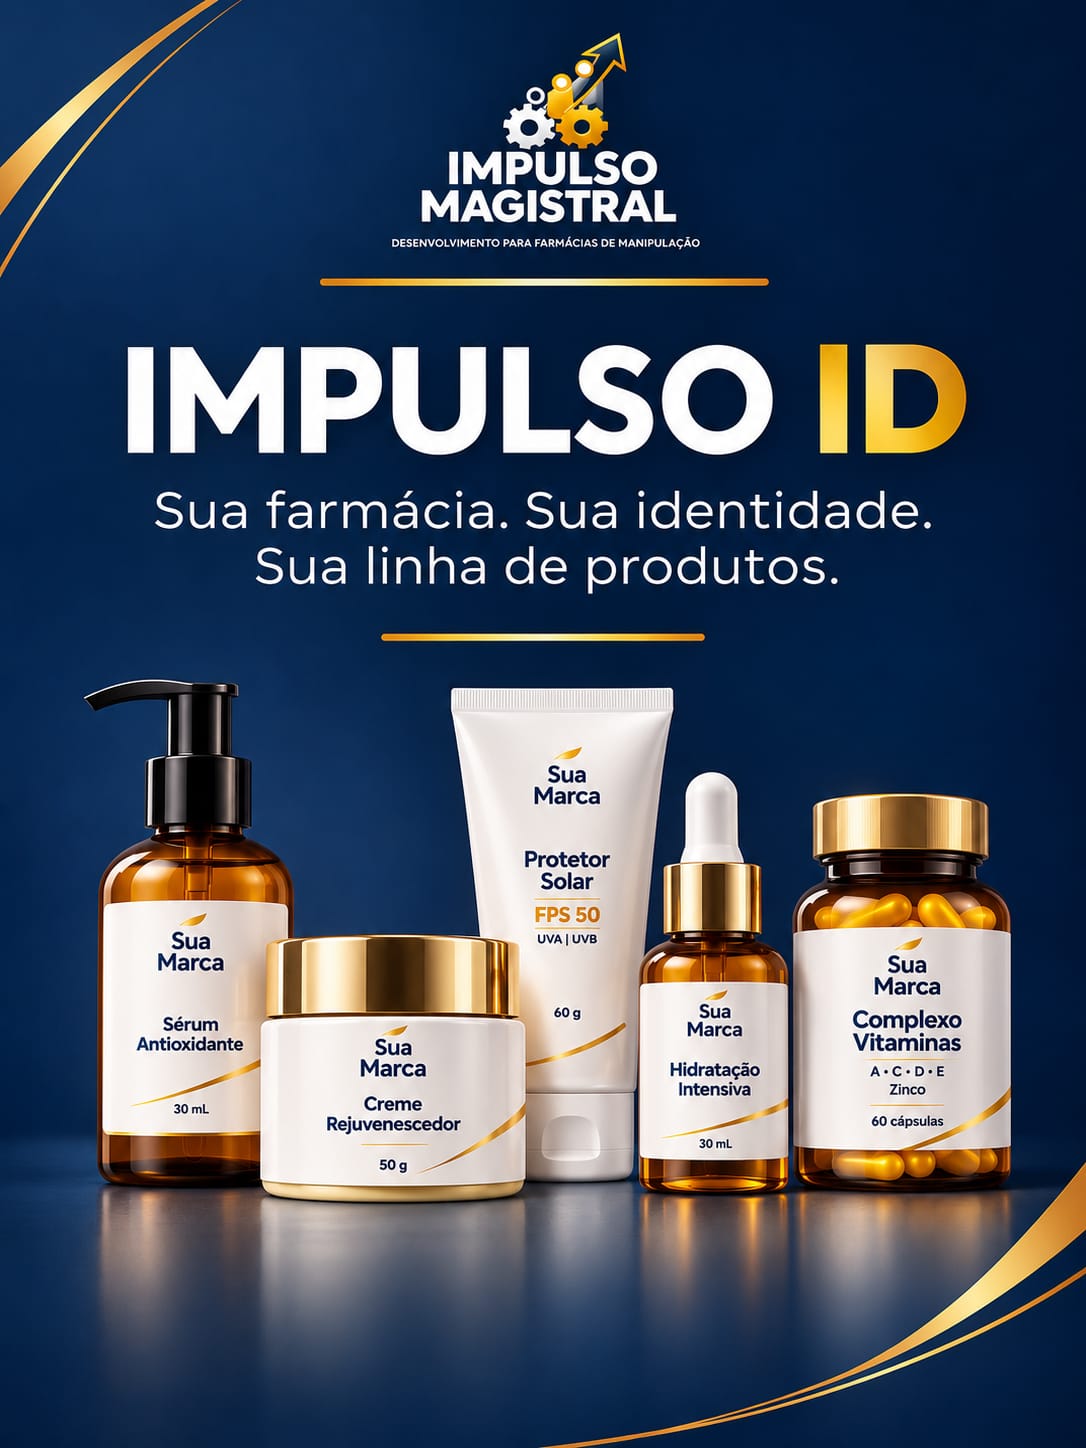 IMPULSO
MAGISTRAL
DESENVOLVIMENTO PARA FARMÁCIAS DE MANIPULAÇÃO
IMPULSO ID
Sua farmácia. Sua identidade.
Sua linha de produtos.
Sua
Marca
Sérum
Antioxidante
30 mL
Sua
Marca
Creme
Rejuvenescedor
50 g
Sua
Marca
Protetor
Solar
FPS 50
UVA | UVB
60 g
Sua
Marca
Hidratação
Intensiva
30 mL
Sua
Marca
Complexo
Vitaminas
A • C • D • E
Zinco
60 cápsulas